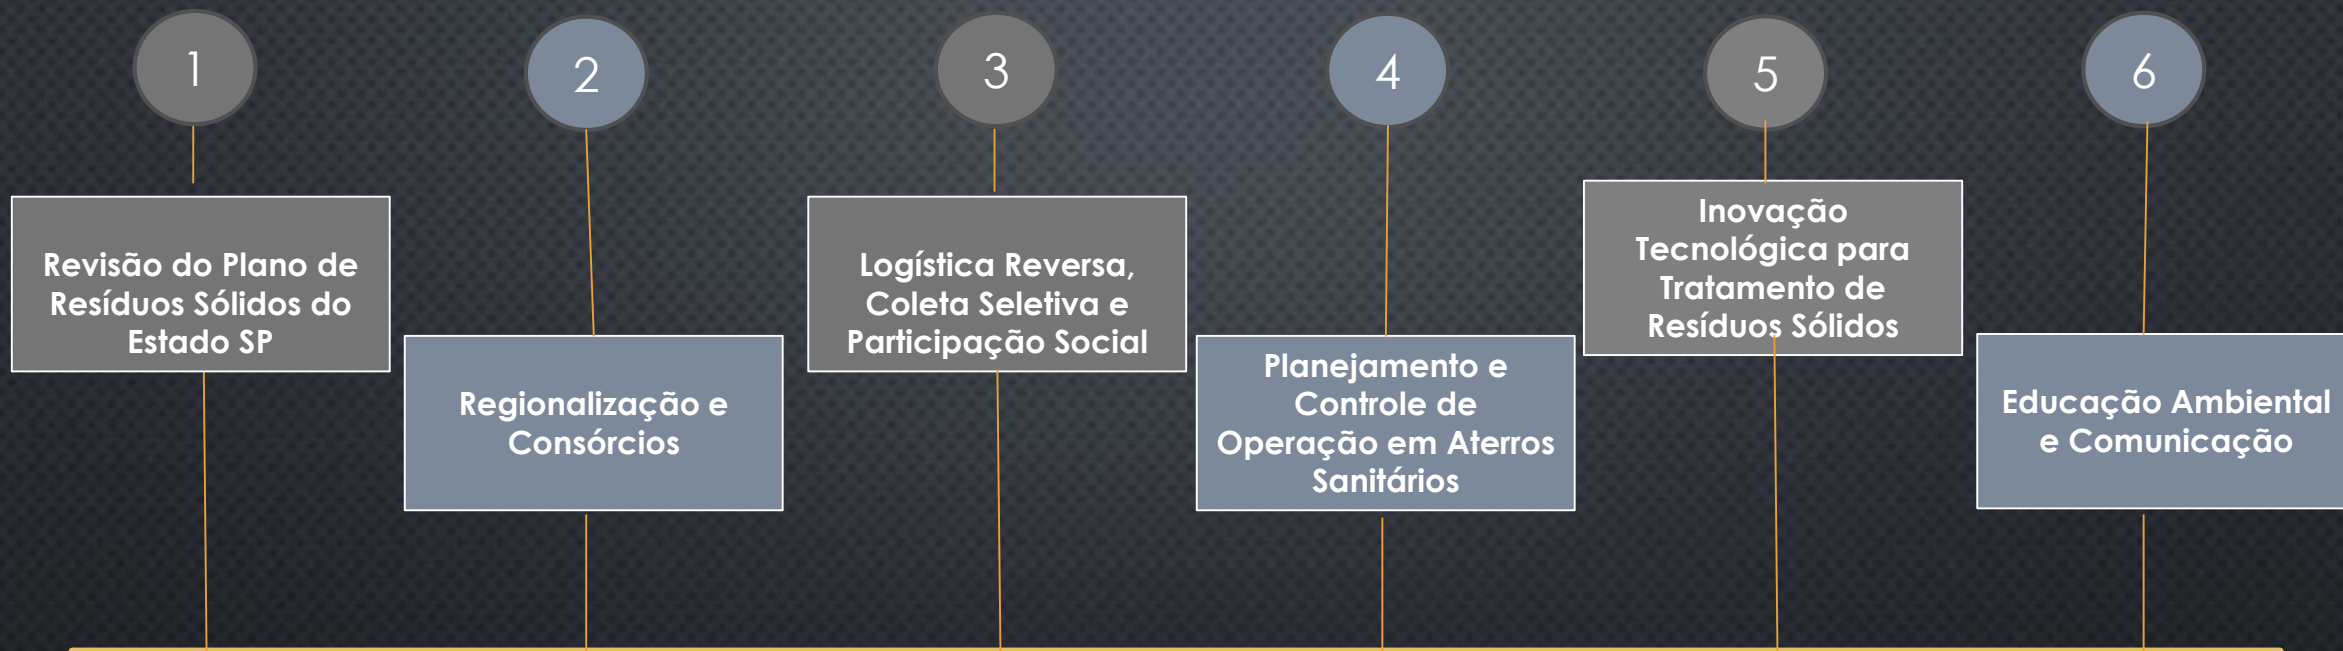 1
2
3
4
5
6
Revisão do Plano de
Resíduos Sólidos do
Estado SP
Regionalização e
Consórcios
Logística Reversa,
Coleta Seletiva e
Participação Social
Planejamento e
Controle de
Operação em Aterros
Sanitários
Inovação
Tecnológica para
Tratamento de
Resíduos Sólidos
Educação Ambiental
e Comunicação